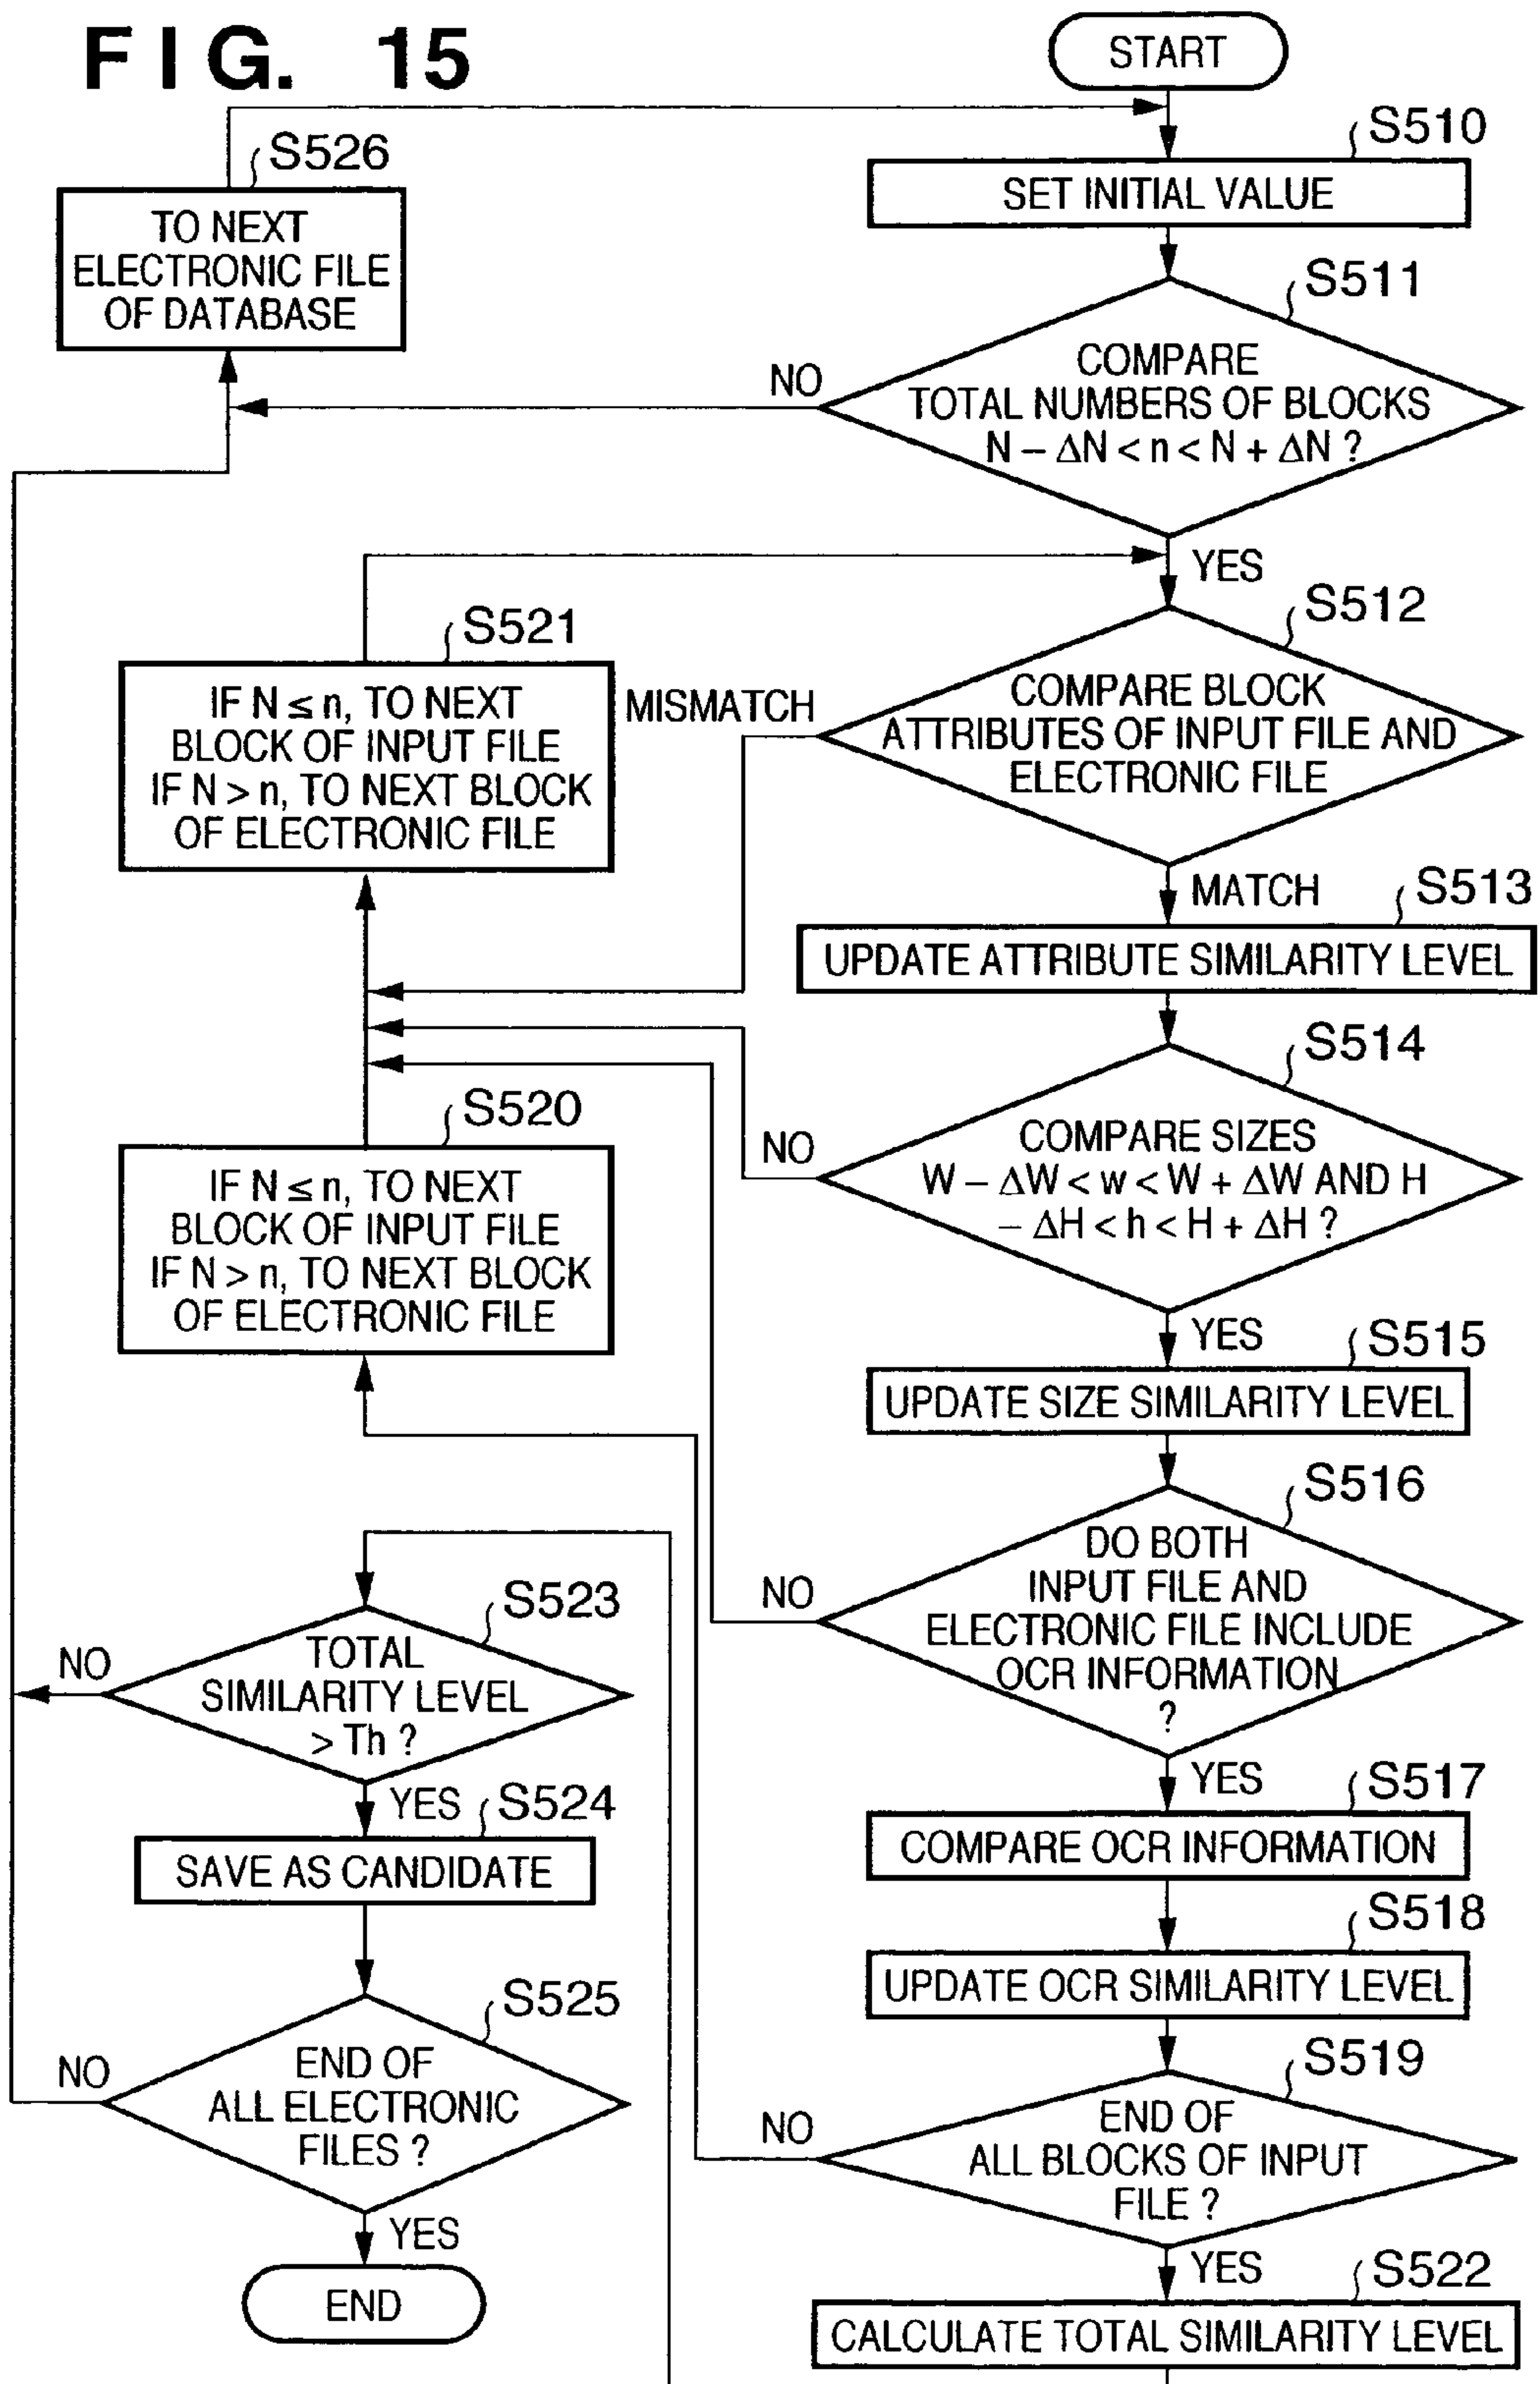 FIG. 15
START
S510
SET INITIAL VALUE
S526
TO NEXT
ELECTRONIC FILE
OF DATABASE
S511
COMPARE
TOTAL NUMBERS OF BLOCKS
N – ΔN < n < N + ΔN ?
NO
YES
S512
COMPARE BLOCK
ATTRIBUTES OF INPUT FILE AND
ELECTRONIC FILE
MISMATCH
MATCH
S521
IF N ≤ n, TO NEXT
BLOCK OF INPUT FILE
IF N > n, TO NEXT BLOCK
OF ELECTRONIC FILE
S513
UPDATE ATTRIBUTE SIMILARITY LEVEL
S514
COMPARE SIZES
W – ΔW < w < W + ΔW AND H
– ΔH < h < H + ΔH ?
NO
YES
S520
IF N ≤ n, TO NEXT
BLOCK OF INPUT FILE
IF N > n, TO NEXT BLOCK
OF ELECTRONIC FILE
S515
UPDATE SIZE SIMILARITY LEVEL
S516
DO BOTH
INPUT FILE AND
ELECTRONIC FILE INCLUDE
OCR INFORMATION
?
NO
YES
S517
COMPARE OCR INFORMATION
S518
UPDATE OCR SIMILARITY LEVEL
S519
END OF
ALL BLOCKS OF INPUT
FILE ?
NO
YES
S522
CALCULATE TOTAL SIMILARITY LEVEL
S523
TOTAL
SIMILARITY LEVEL
> Th ?
NO
YES
S524
SAVE AS CANDIDATE
S525
END OF
ALL ELECTRONIC
FILES ?
NO
YES
END